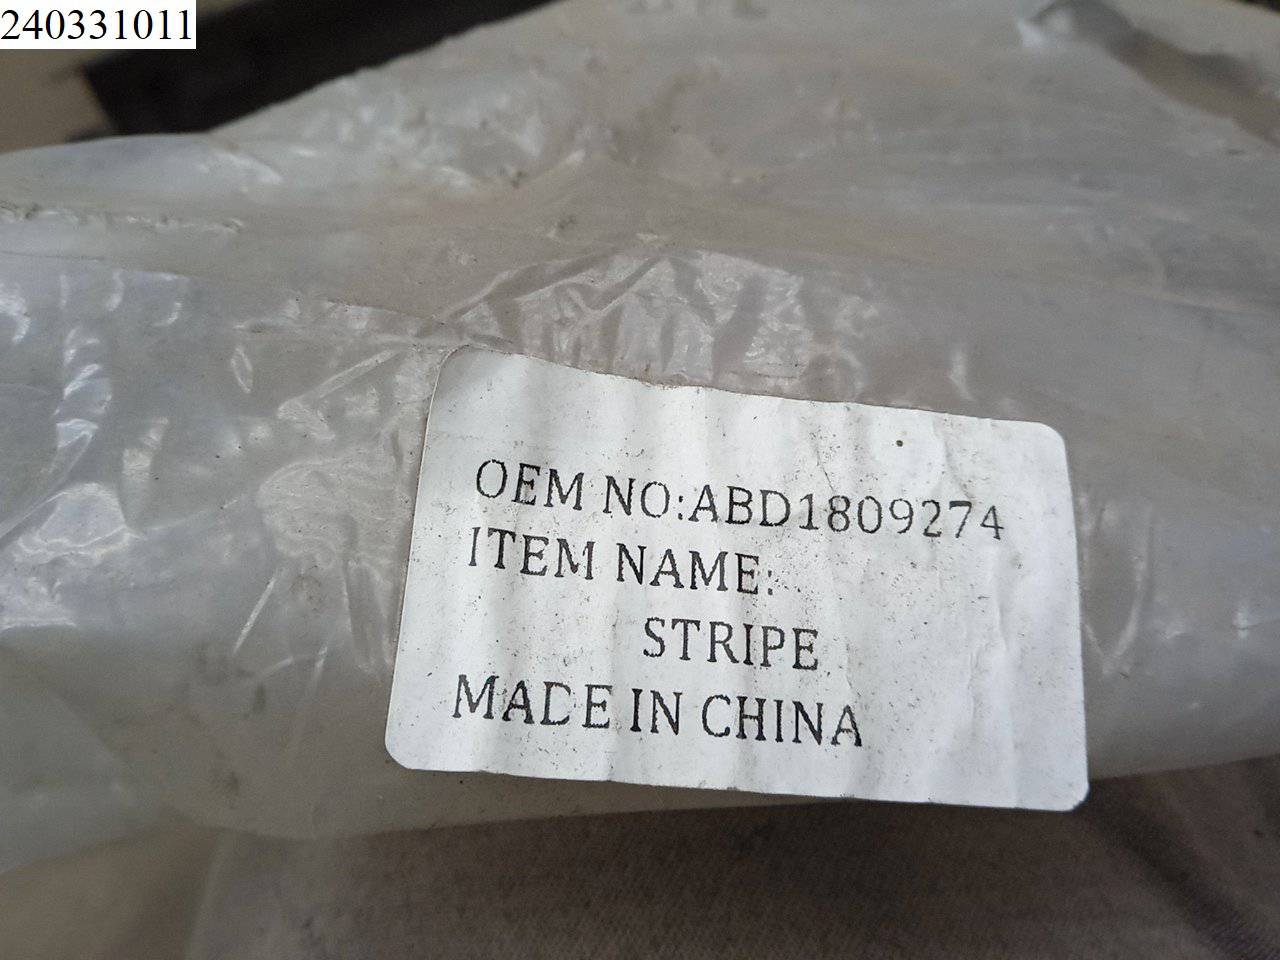 240331011
OEM NO:ABD1809274
ITEM NAME:
STRIPE
MADE IN CHINA